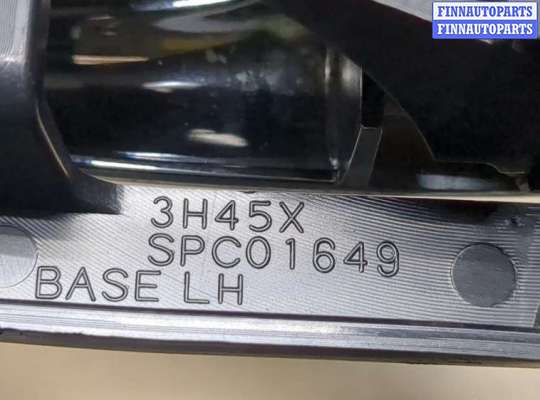 FINNAUTOPARTS
FINNAUTOPARTS
3H45X
SPC01649
BASE LH